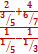 2/(3/5) + 4/(6/7)
1/(1/5) 1/(1/3)